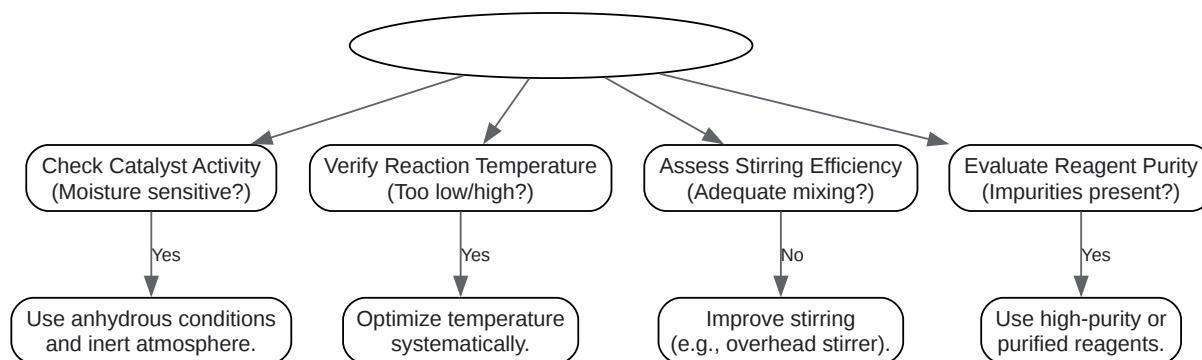 Check Catalyst Activity
(Moisture sensitive?)
Verify Reaction Temperature
(Too low/high?)
Assess Stirring Efficiency
(Adequate mixing?)
Evaluate Reagent Purity
(Impurities present?)
Yes
Yes
No
Yes
Use anhydrous conditions
and inert atmosphere.
Optimize temperature
systematically.
Improve stirring
(e.g., overhead stirrer).
Use high-purity or
purified reagents.